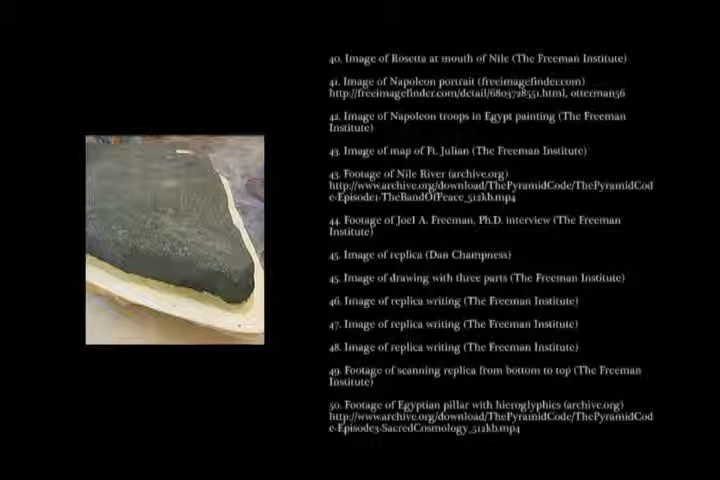 40. Image of Rosetta at mouth of Nile (The Freeman Institute)
41. Image of Napoleon portrait (freeimagefinder.com)
http://freeimagefinder.com/detail/6803728551.html, otterman56
42. Image of Napoleon troops in Egypt painting (The Freeman
Institute)
43. Image of map of Ft. Julian (The Freeman Institute)
43. Footage of Nile River (archive.org)
http://www.archive.org/download/ThePyramidCode/ThePyramidCod
e-Episode1-TheBandOfPeace_512kb.mp4
44. Footage of Joel A. Freeman, Ph.D. interview (The Freeman
Institute)
45. Image of replica (Dan Champness)
45. Image of drawing with three parts (The Freeman Institute)
46. Image of replica writing (The Freeman Institute)
47. Image of replica writing (The Freeman Institute)
48. Image of replica writing (The Freeman Institute)
49. Footage of scanning replica from bottom to top (The Freeman
Institute)
50. Footage of Egyptian pillar with hieroglyphics (archive.org)
http://www.archive.org/download/ThePyramidCode/ThePyramidCod
e-Episode3-SacredCosmology_512kb.mp4